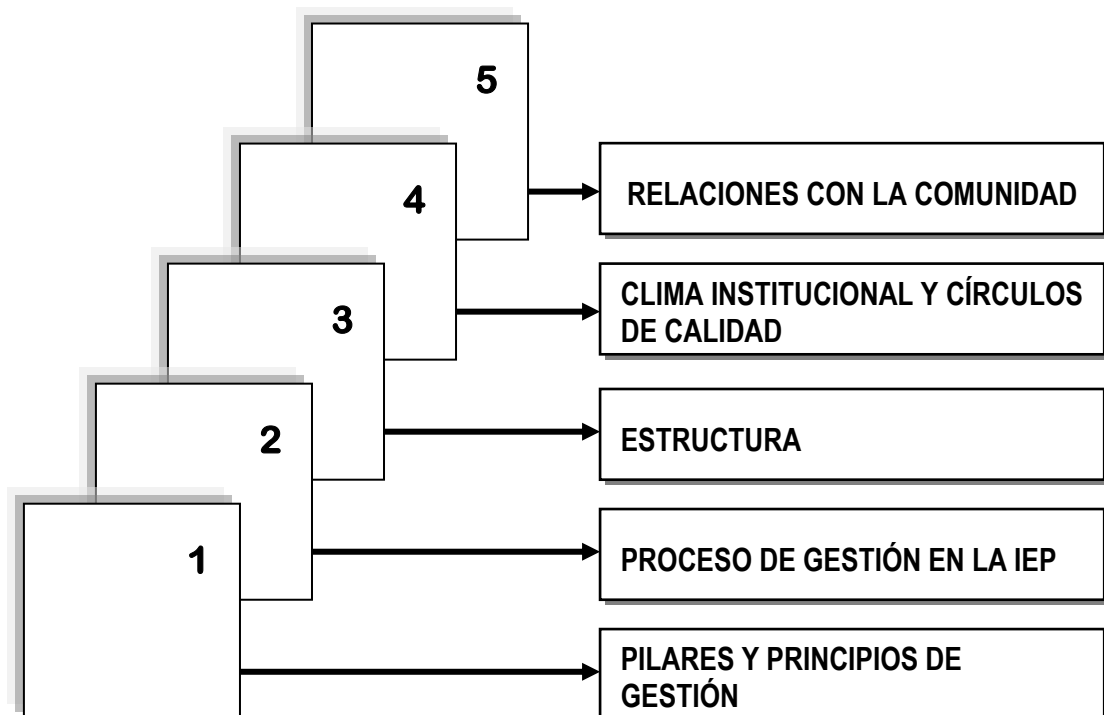 5
RELACIONES CON LA COMUNIDAD
4
CLIMA INSTITUCIONAL Y CÍRCULOS
DE CALIDAD
3
ESTRUCTURA
2
PROCESO DE GESTIÓN EN LA IEP
1
PILARES Y PRINCIPIOS DE
GESTIÓN